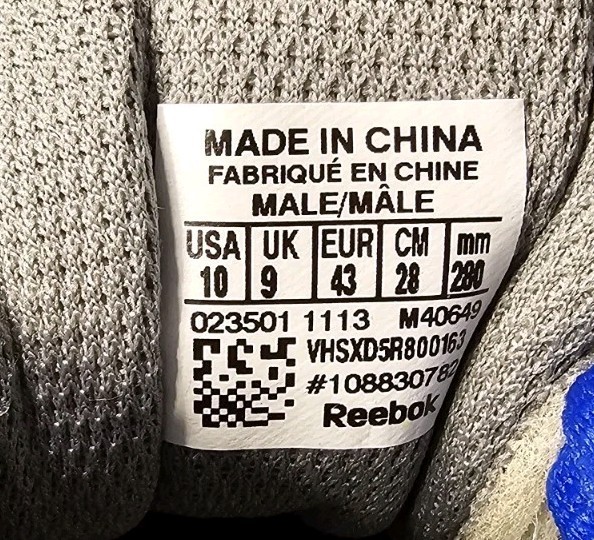 MADE IN CHINA
FABRIQUÉ EN CHINE
MALE/MÂLE
USA UK EUR CM mm
10 9 43 28 280
023501 1113 M40649
VHSXD5R800163
#108830782
Reebok